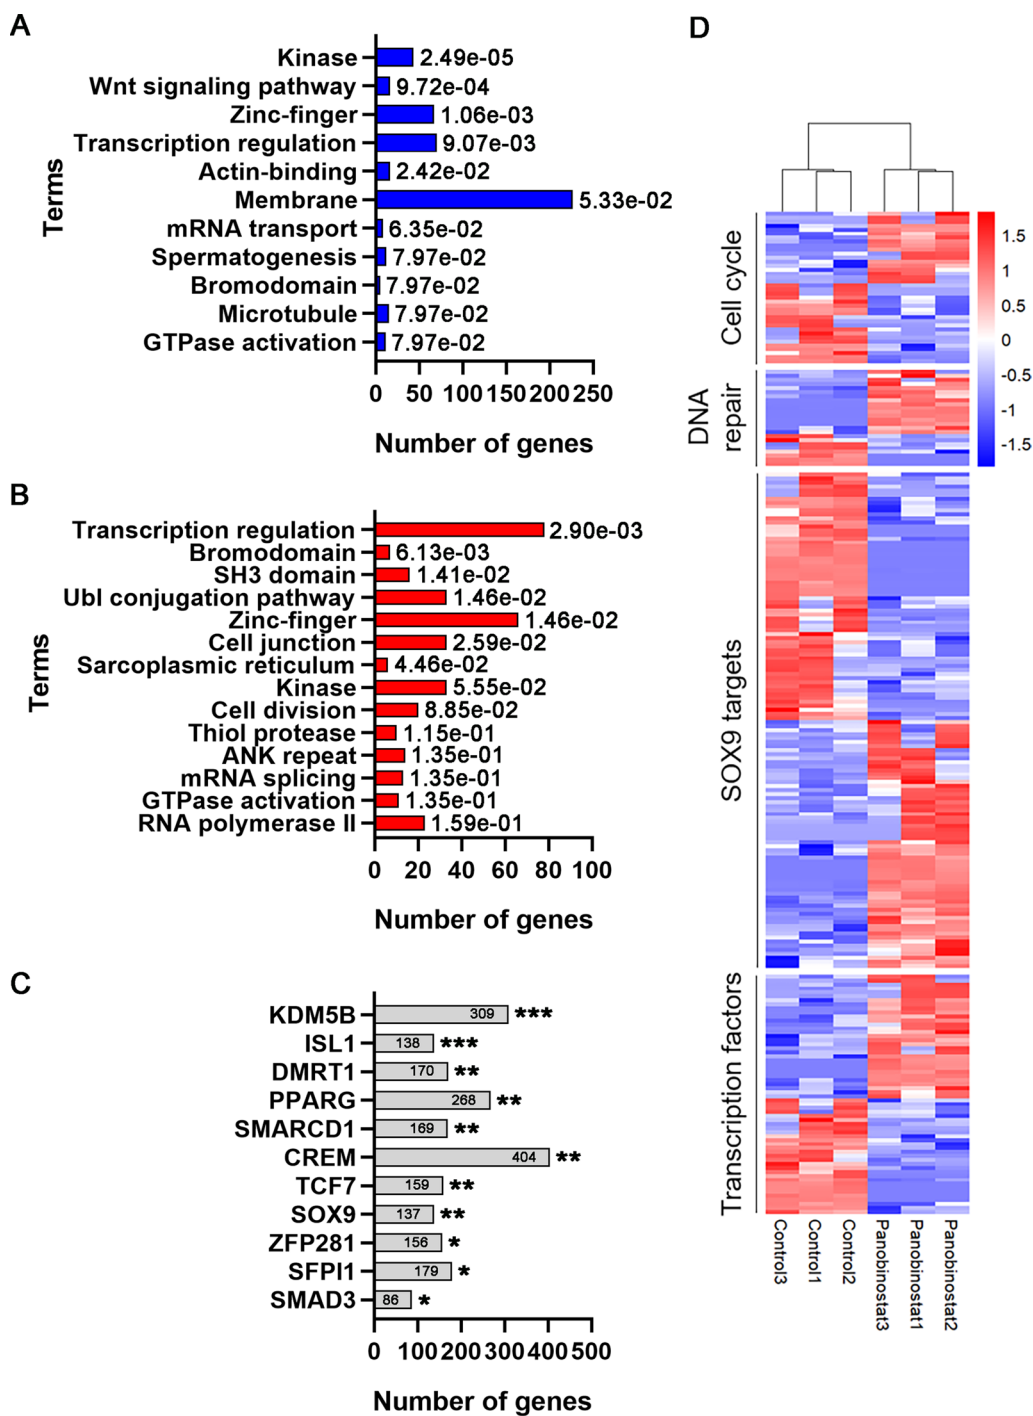 A
Terms
Kinase 2.49e-05
Wnt signaling pathway 9.72e-04
Zinc-finger 1.06e-03
Transcription regulation 9.07e-03
Actin-binding 2.42e-02
Membrane 5.33e-02
mRNA transport 6.35e-02
Spermatogenesis 7.97e-02
Bromodomain 7.97e-02
Microtubule 7.97e-02
GTPase activation 7.97e-02
0 50 100 150 200 250
Number of genes
B
Terms
Transcription regulation 2.90e-03
Bromodomain 6.13e-03
SH3 domain 1.41e-02
Ubl conjugation pathway 1.46e-02
Zinc-finger 1.46e-02
Cell junction 2.59e-02
Sarcoplasmic reticulum 4.46e-02
Kinase 5.55e-02
Cell division 8.85e-02
Thiol protease 1.15e-01
ANK repeat 1.35e-01
mRNA splicing 1.35e-01
GTPase activation 1.35e-01
RNA polymerase II 1.59e-01
0 20 40 60 80 100
Number of genes
C
KDM5B 309 ***
ISL1 138 ***
DMRT1 170 **
PPARG 268 **
SMARCD1 169 **
CREM 404 **
TCF7 159 **
SOX9 137 **
ZFP281 156 *
SFPI1 179 *
SMAD3 86 *
0 100 200 300 400 500
Number of genes
D
Cell cycle
DNA
repair
SOX9 targets
Transcription factors
1.5
1
0.5
0
-0.5
-1
-1.5
Control3
Control1
Control2
Panobinostat3
Panobinostat1
Panobinostat2